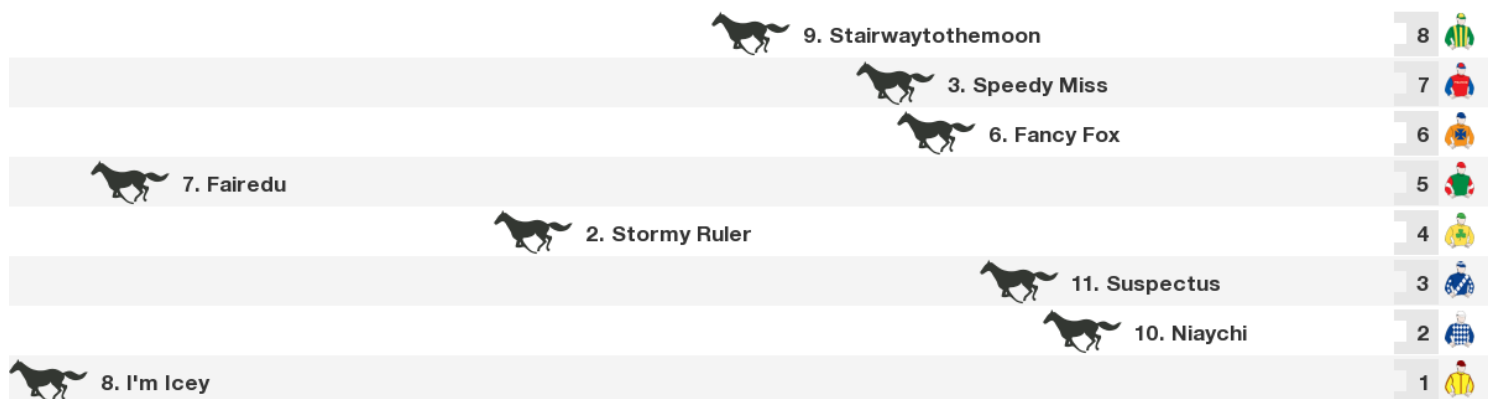 9. Stairwaytothemoon 8
3. Speedy Miss 7
6. Fancy Fox 6
7. Fairedu 5
2. Stormy Ruler 4
11. Suspectus 3
10. Niaychi 2
8. I'm Icey 1